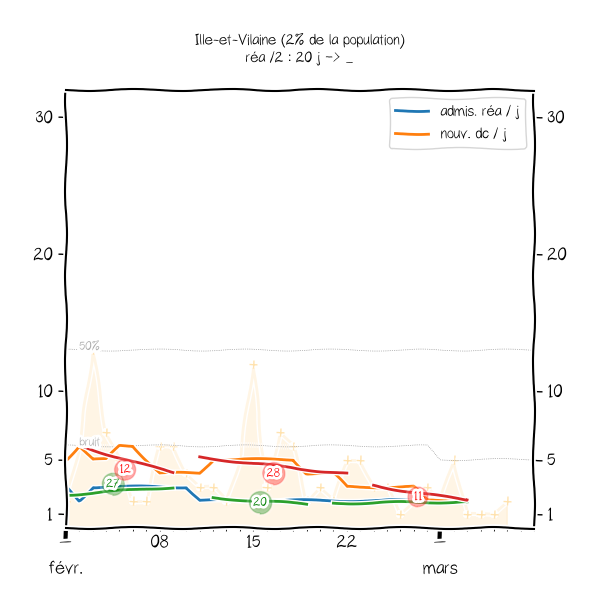 Ille-et-Vilaine (2% de la population)
réa /2 : 20 j -> _
admis. réa / j
nouv. dc / j
30
30
20
20
50%
10
10
bruit
5
5
12
28
27
11
20
1
1
08
15
22
févr.
mars